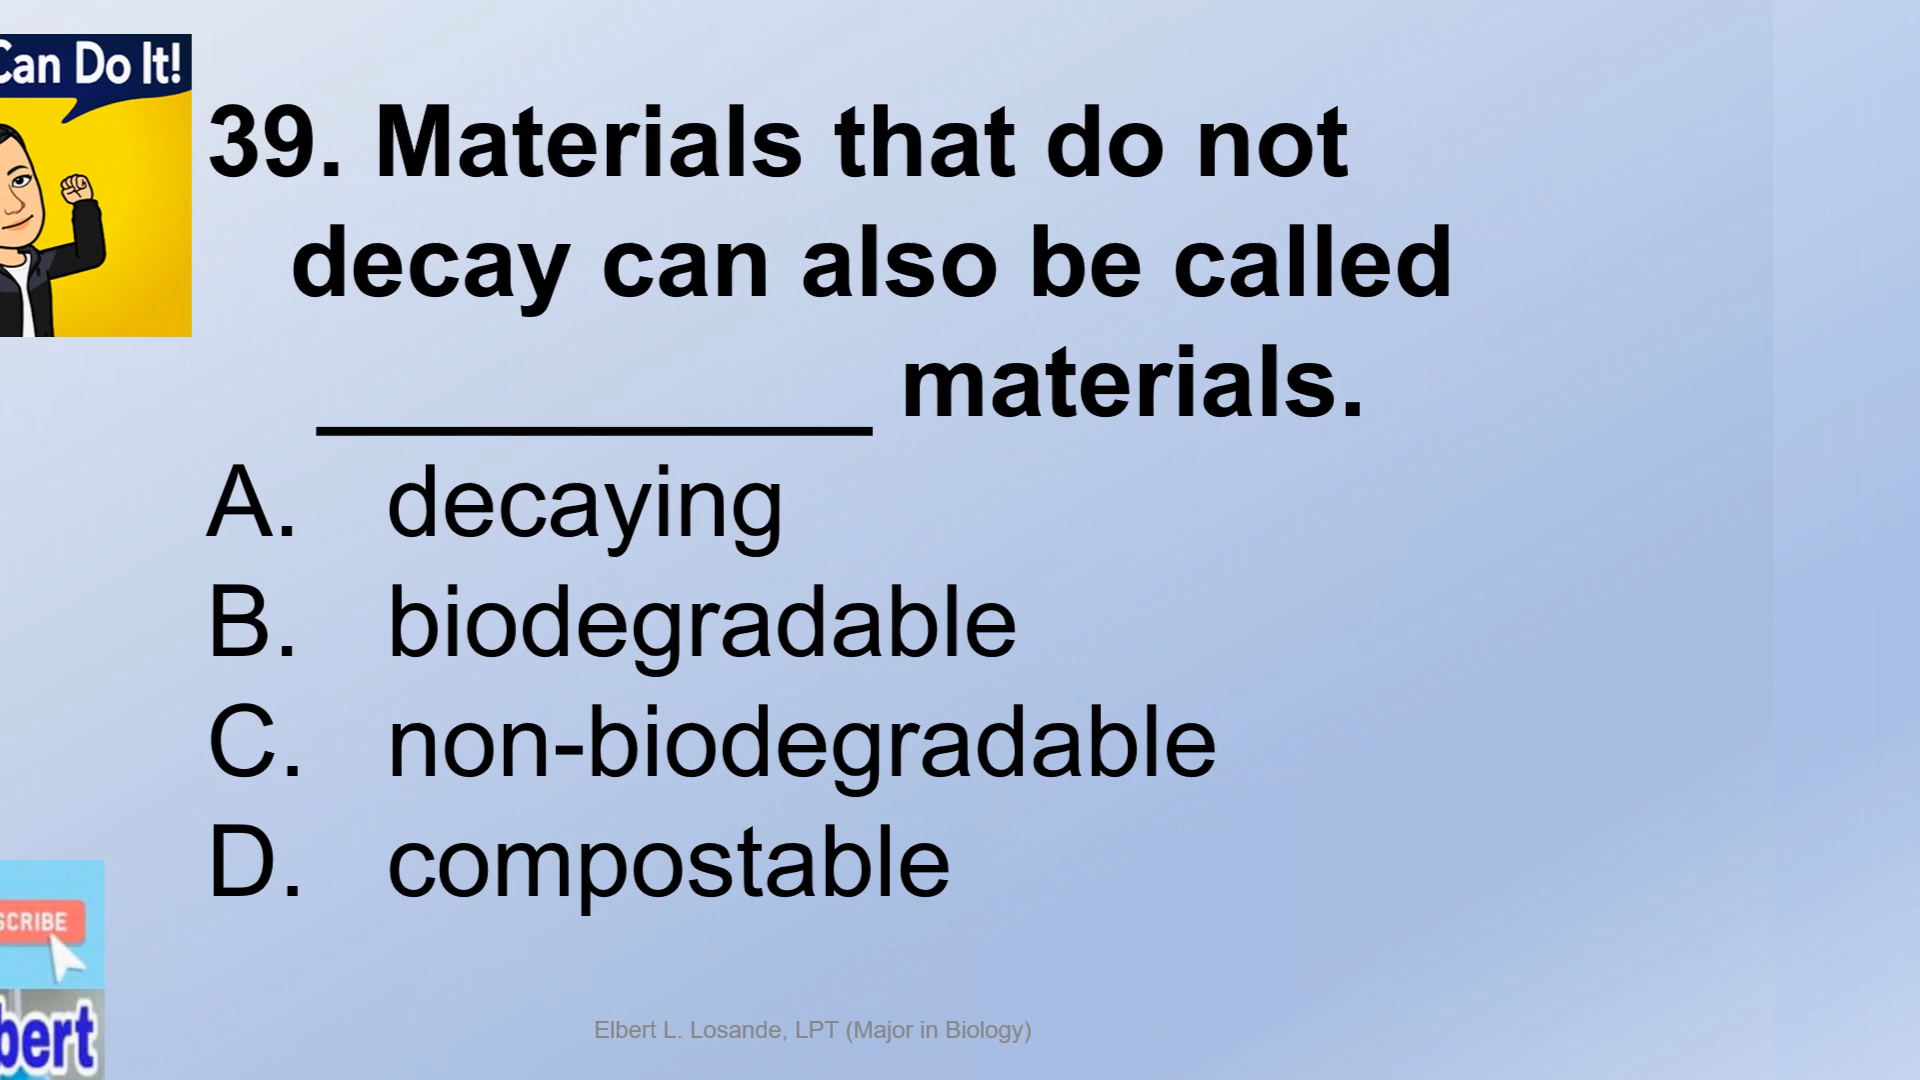 Can Do It!
39. Materials that do not
decay can also be called
____________ materials.
A. decaying
B. biodegradable
C. non-biodegradable
D. compostable
SCRIBE
bert
Elbert L. Losande, LPT (Major in Biology)